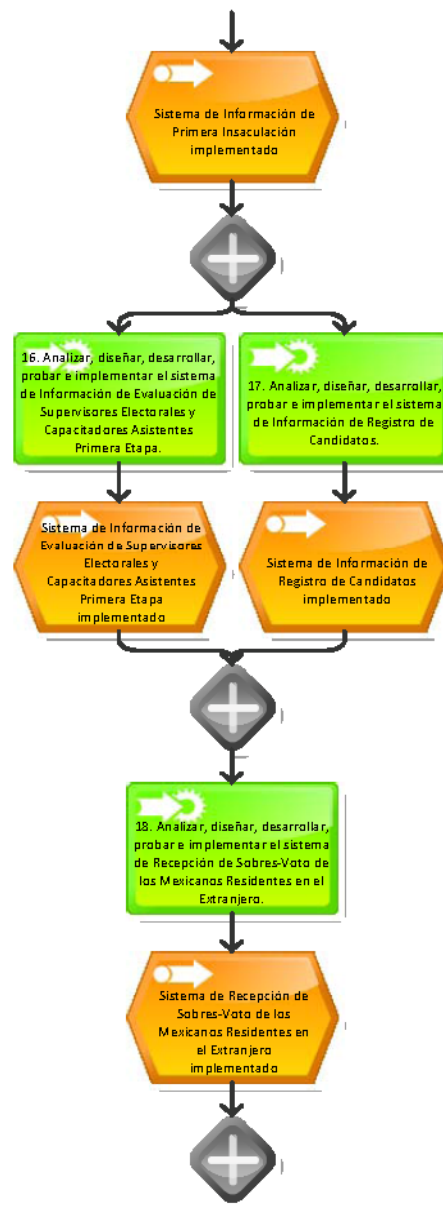 Sistema de Información de
Primera Insaculación
implementado
16. Analizar, diseñar, desarrollar,
probar e implementar el sistema
de Información de Evaluación de
Supervisores Electorales y
Capacitadores Asistentes
Primera Etapa.
17. Analizar, diseñar, desarrollar,
probar e implementar el sistema
de Información de Registro de
Candidatos.
Sistema de Información de
Evaluación de Supervisores
Electorales y
Capacitadores Asistentes
Primera Etapa
implementado
Sistema de Información de
Registro de Candidatos
implementado
18. Analizar, diseñar, desarrollar,
probar e implementar el sistema
de Recepción de Sobres-Voto de
los Mexicanos Residentes en el
Extranjero.
Sistema de Recepción de
Sobres-Voto de los
Mexicanos Residentes en
el Extranjero
implementado